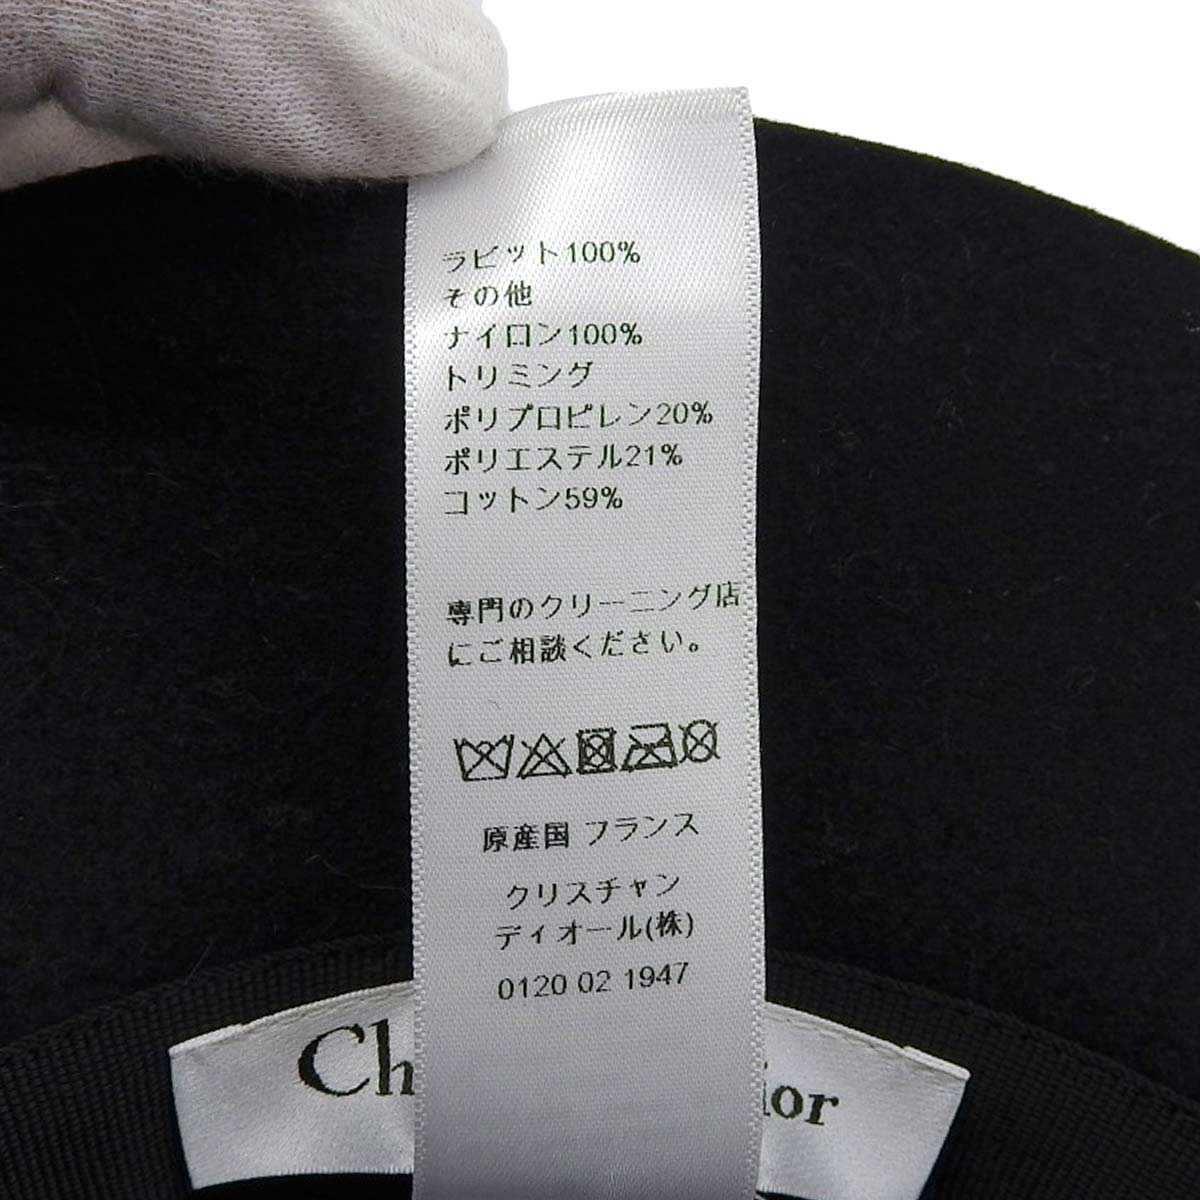 ラビット100%
その他
ナイロン100%
トリミング
ポリプロピレン20%
ポリエステル21%
コットン59%
専門のクリーニング店
にご相談ください。
原産国 フランス
クリスチャン
ディオール(株)
0120 02 1947
Ch ior